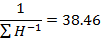 1/∑ H⁻¹ = 38.46